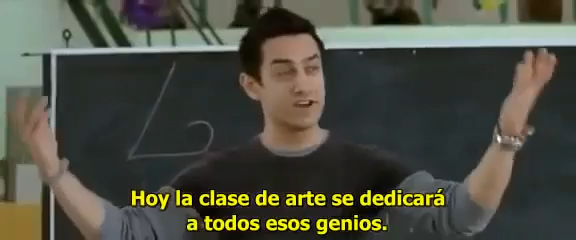 Hoy la clase de arte se dedicará
a todos esos genios.